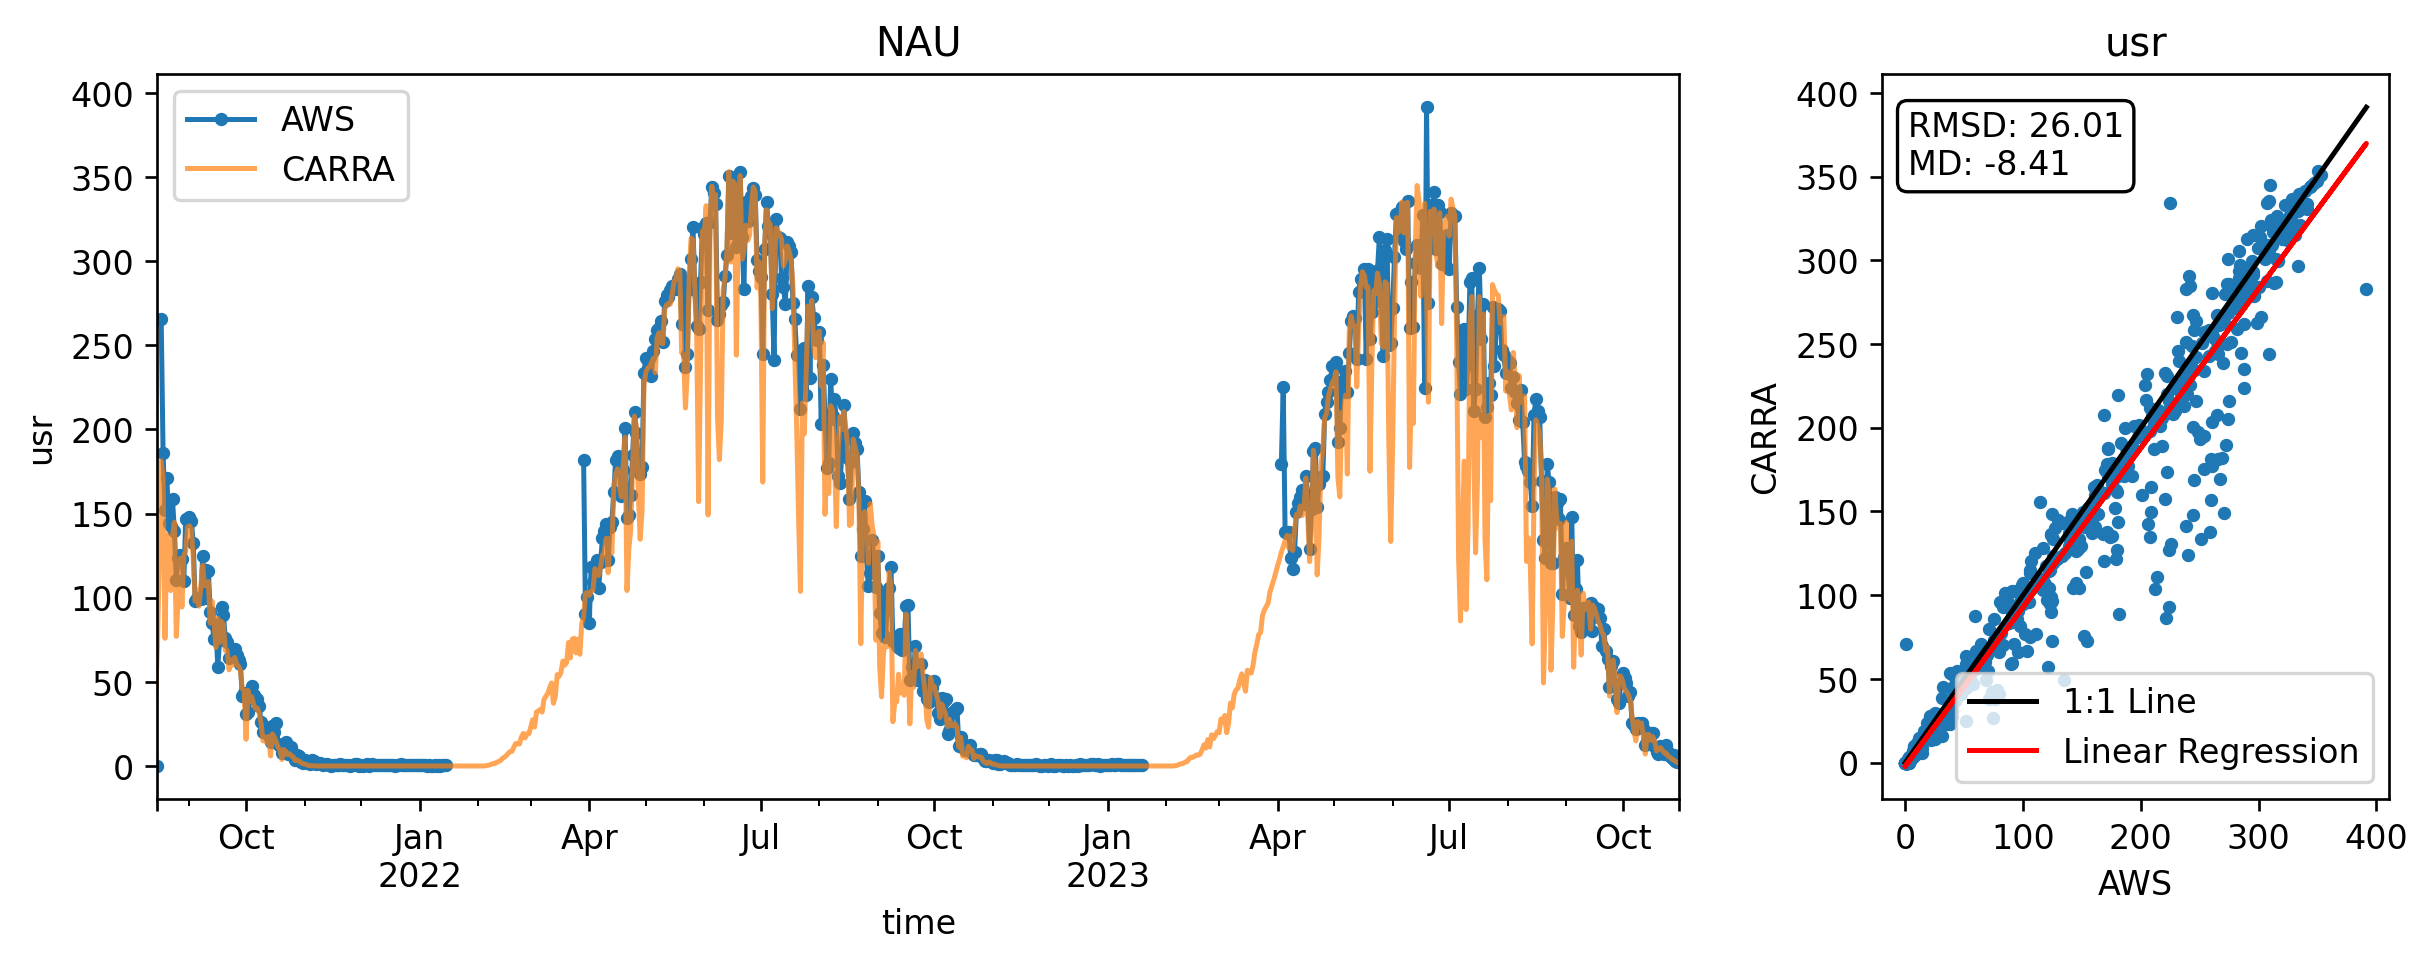 NAU
400
350
300
250
200
150
100
50
0
usr
AWS
CARRA
Oct
Jan
2022
Apr
Jul
Oct
Jan
2023
Apr
Jul
Oct
time
usr
400
350
300
250
200
150
100
50
0
CARRA
RMSD: 26.01
MD: -8.41
1:1 Line
Linear Regression
0 100 200 300 400
AWS